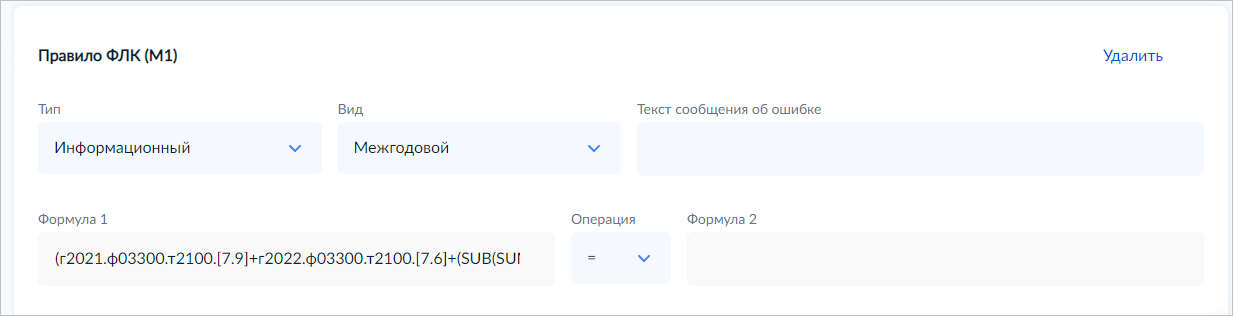 Правило ФЛК (М1)
Удалить
Тип
Вид
Текст сообщения об ошибке
Информационный
Межгодовой
Формула 1
Операция
Формула 2
(г2021.ф03300.т2100.[7.9]+г2022.ф03300.т2100.[7.6]+(SUB(SUM
=